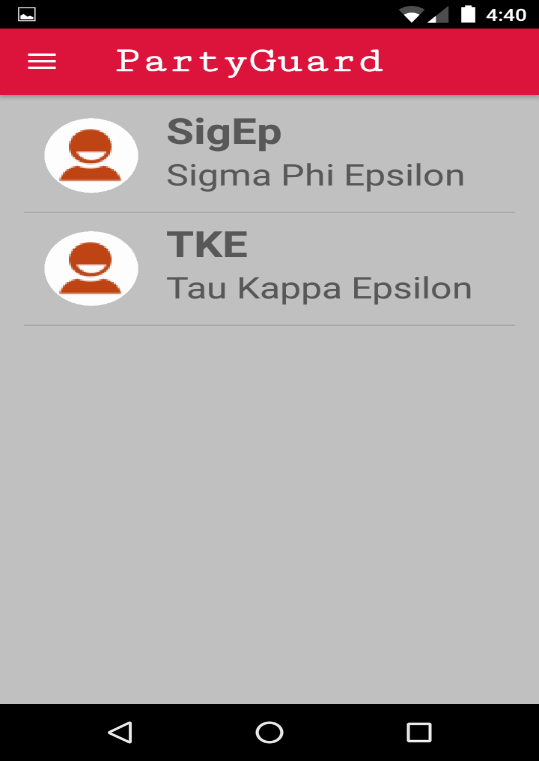 4:40
PartyGuard
SigEp
Sigma Phi Epsilon
TKE
Tau Kappa Epsilon